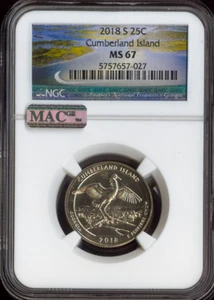 2018 S 25C
Cumberland Island
MS 67
5757657-027
NGC
MAC
CUMBERLAND ISLAND
2018